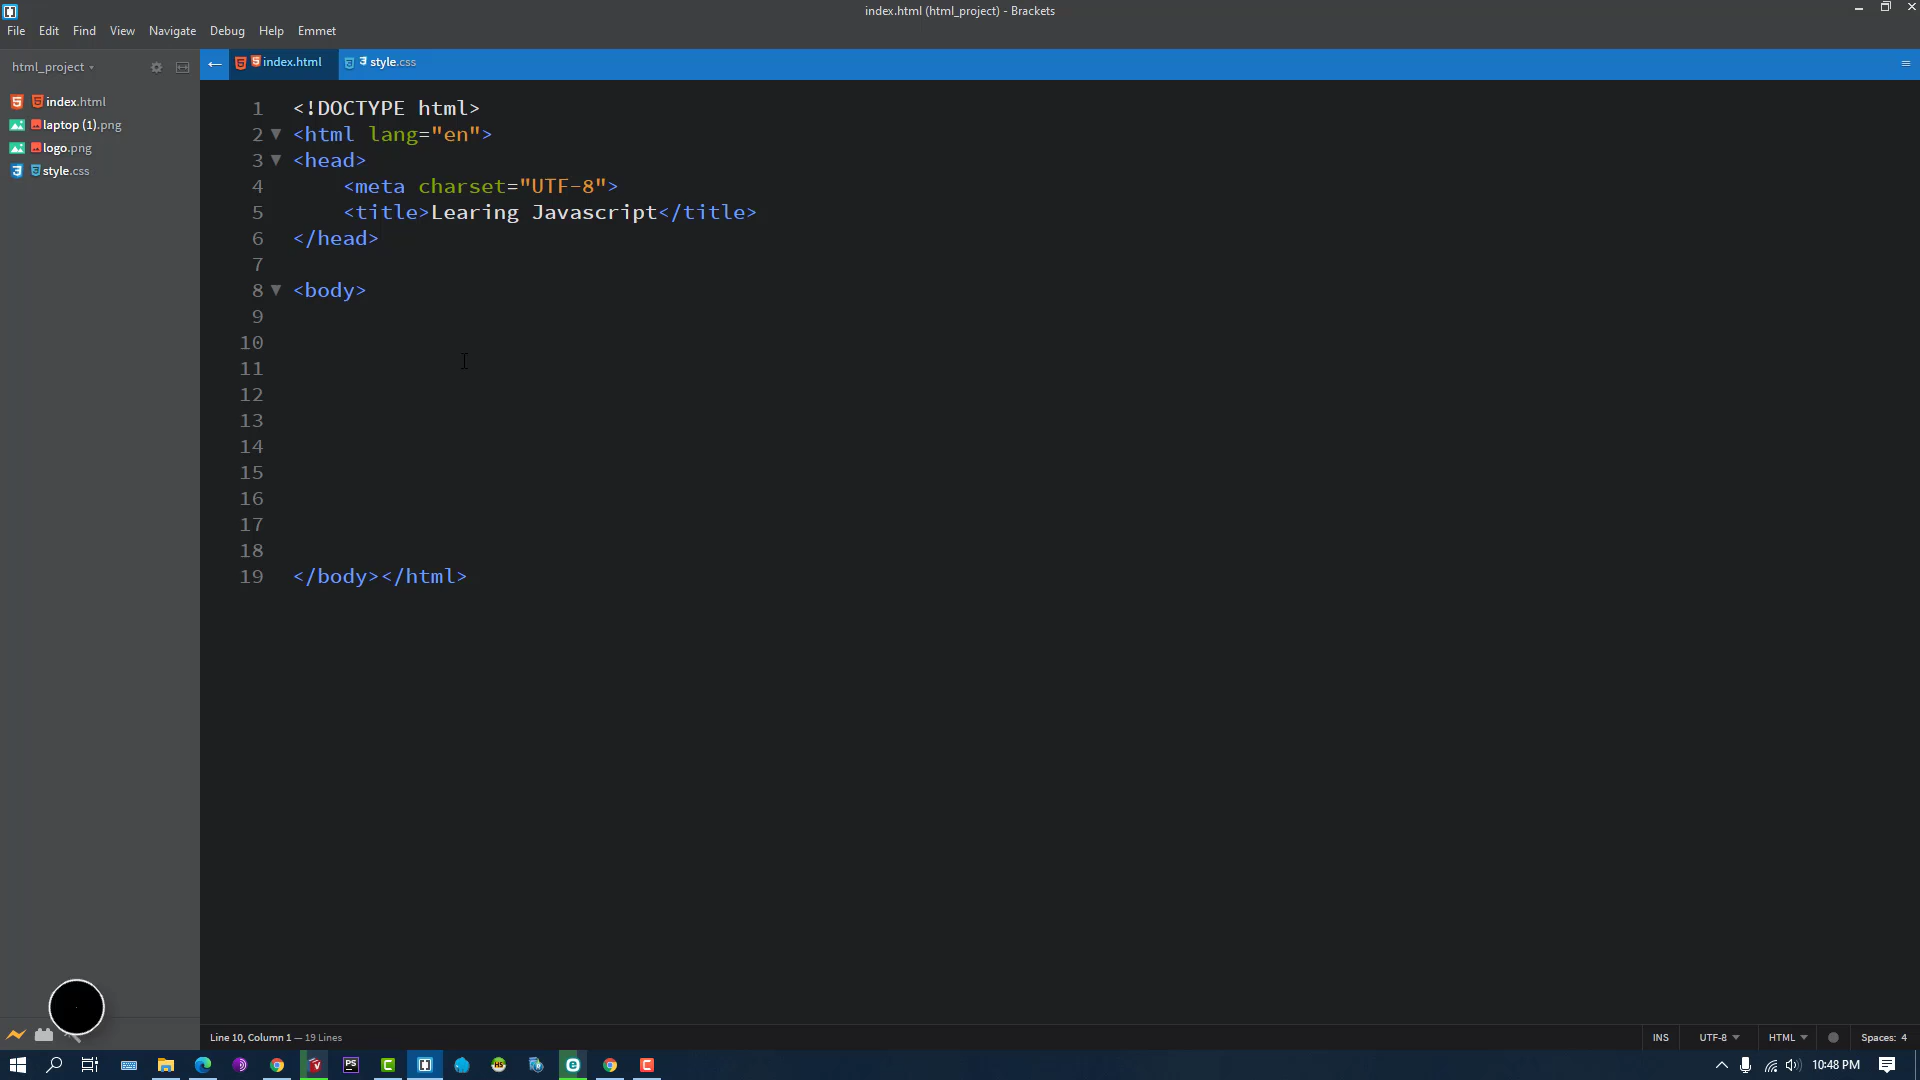 index.html (html_project) - Brackets
File Edit Find View Navigate Debug Help Emmet
html_project
index.html
laptop (1).png
logo.png
style.css
index.html
style.css
1 <!DOCTYPE html>
2 <html lang="en">
3 <head>
4 <meta charset="UTF-8">
5 <title>Learing Javascript</title>
6 </head>
7
8 <body>
9
10
11
12
13
14
15
16
17
18
19 </body></html>
Line 10, Column 1 — 19 Lines
INS UTF-8 HTML Spaces: 4
PS
10:48 PM